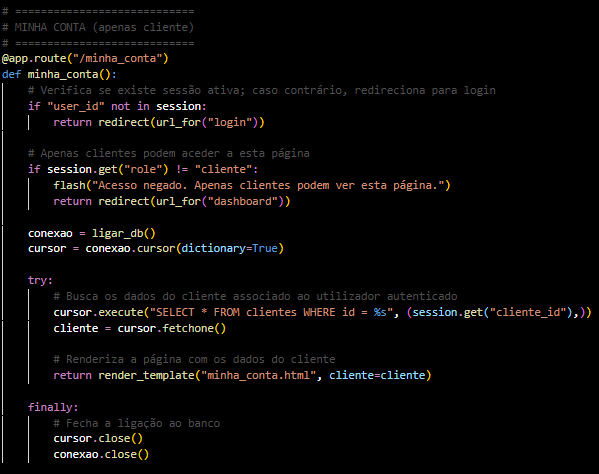 # ============================
# MINHA CONTA (apenas cliente)
# ============================
@app.route("/minha_conta")
def minha_conta():
    # Verifica se existe sessão ativa; caso contrário, redireciona para login
    if "user_id" not in session:
        return redirect(url_for("login"))

    # Apenas clientes podem aceder a esta página
    if session.get("role") != "cliente":
        flash("Acesso negado. Apenas clientes podem ver esta página.")
        return redirect(url_for("dashboard"))

    conexao = ligar_db()
    cursor = conexao.cursor(dictionary=True)

    try:
        # Busca os dados do cliente associado ao utilizador autenticado
        cursor.execute("SELECT * FROM clientes WHERE id = %s", (session.get("cliente_id"),))
        cliente = cursor.fetchone()

        # Renderiza a página com os dados do cliente
        return render_template("minha_conta.html", cliente=cliente)

    finally:
        # Fecha a ligação ao banco
        cursor.close()
        conexao.close()